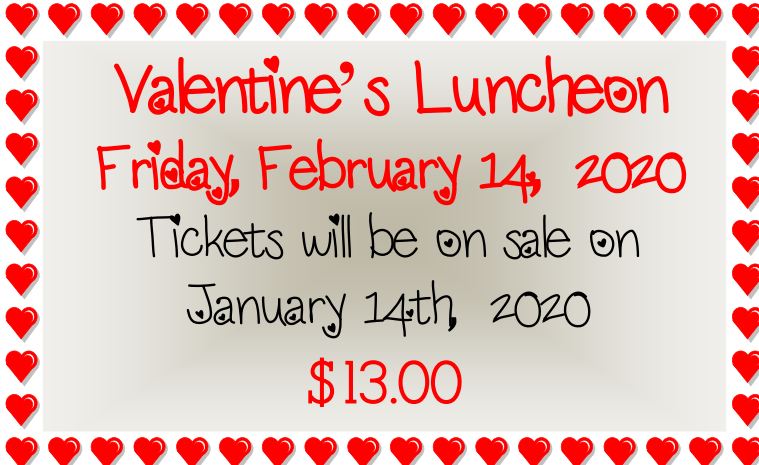 Valentine's Luncheon
Friday, February 14, 2020
Tickets will be on sale on
January 14th, 2020
$13.00